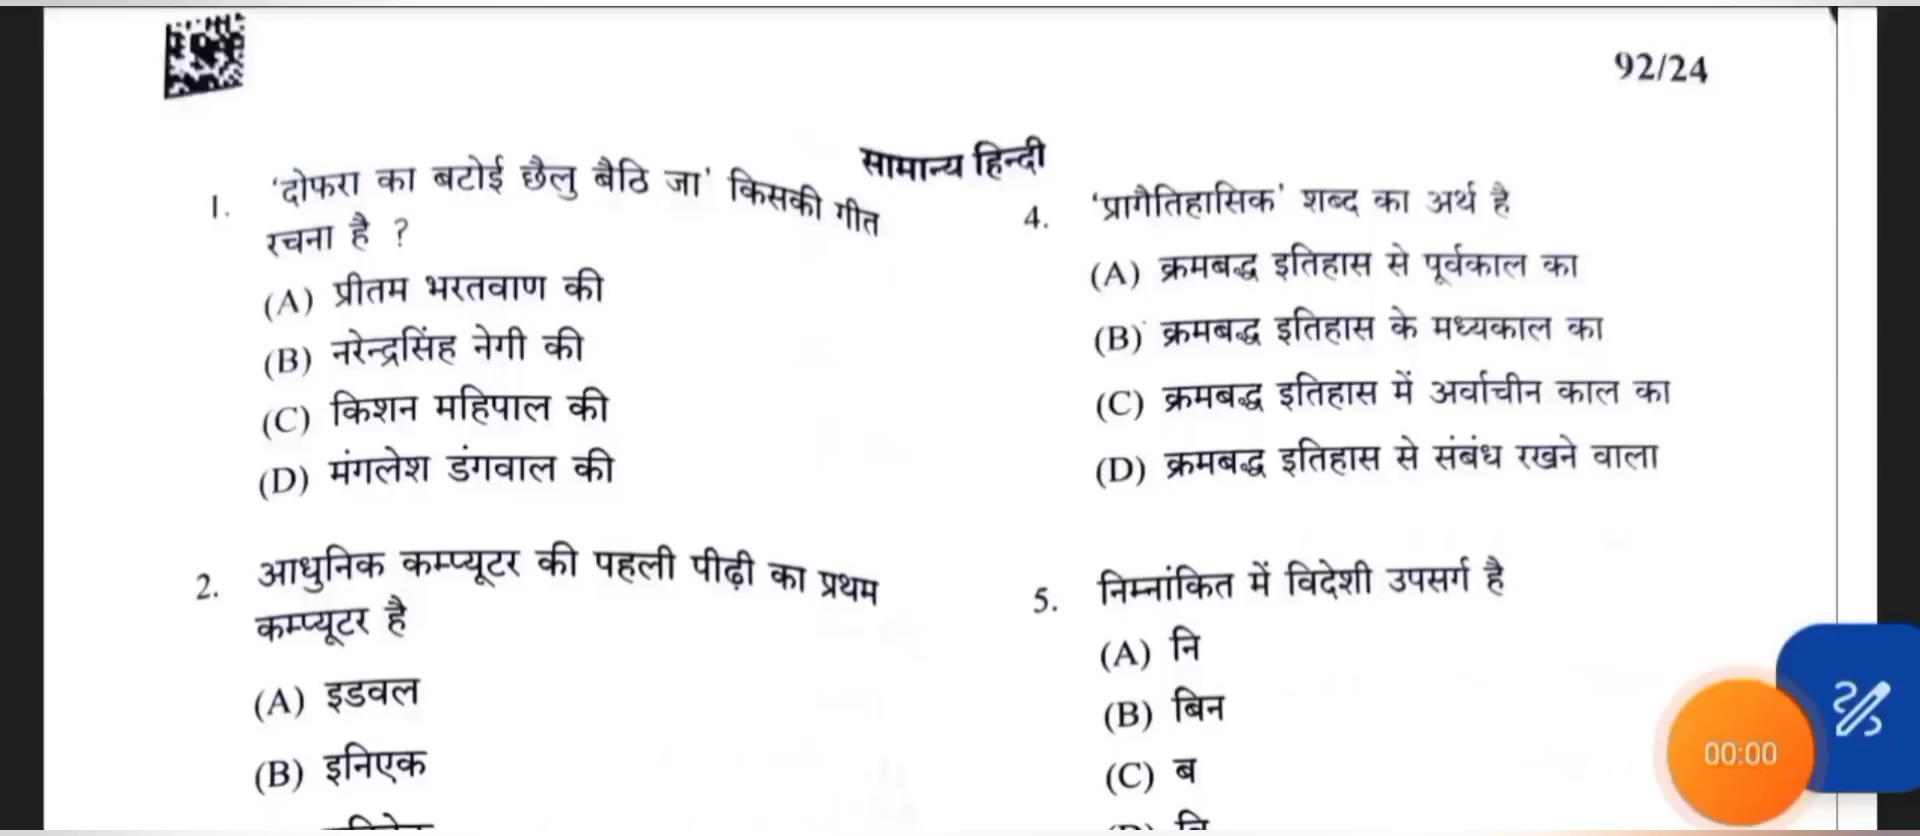 92/24
सामान्य हिन्दी
1. 'दोफरा का बटोई छैलु बैठि जा' किसकी गीत
रचना है ?
(A) प्रीतम भरतवाण की
(B) नरेन्द्रसिंह नेगी की
(C) किशन महिपाल की
(D) मंगलेश डंगवाल की
2. आधुनिक कम्प्यूटर की पहली पीढ़ी का प्रथम
कम्प्यूटर है
(A) इडवल
(B) इनिएक
4. 'प्रागैतिहासिक' शब्द का अर्थ है
(A) क्रमबद्ध इतिहास से पूर्वकाल का
(B) क्रमबद्ध इतिहास के मध्यकाल का
(C) क्रमबद्ध इतिहास में अर्वाचीन काल का
(D) क्रमबद्ध इतिहास से संबंध रखने वाला
5. निम्नांकित में विदेशी उपसर्ग है
(A) नि
(B) बिन
(C) ब
00:00